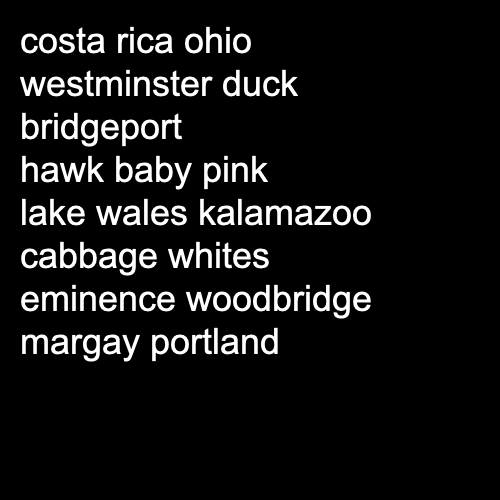 costa rica ohio
westminster duck
bridgeport
hawk baby pink
lake wales kalamazoo
cabbage whites
eminence woodbridge
margay portland